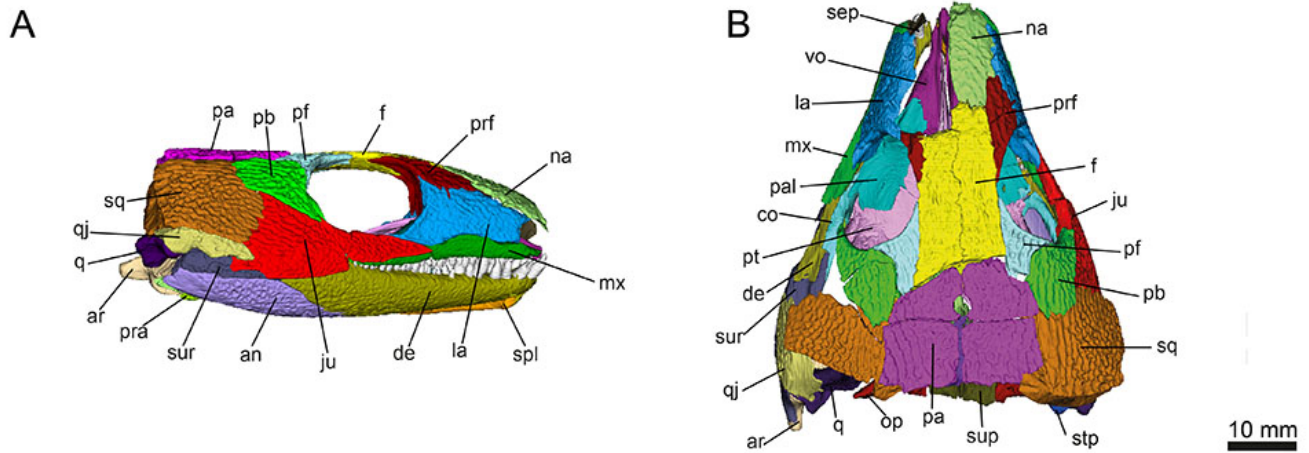 A
pa
pb
pf
f
prf
na
sq
qj
q
ar
pra
sur
an
ju
de
la
spl
mx
B
sep
na
vo
la
prf
mx
f
pal
ju
co
pt
pf
de
pb
sur
sq
qj
ar
q
op
pa
sup
stp
10 mm